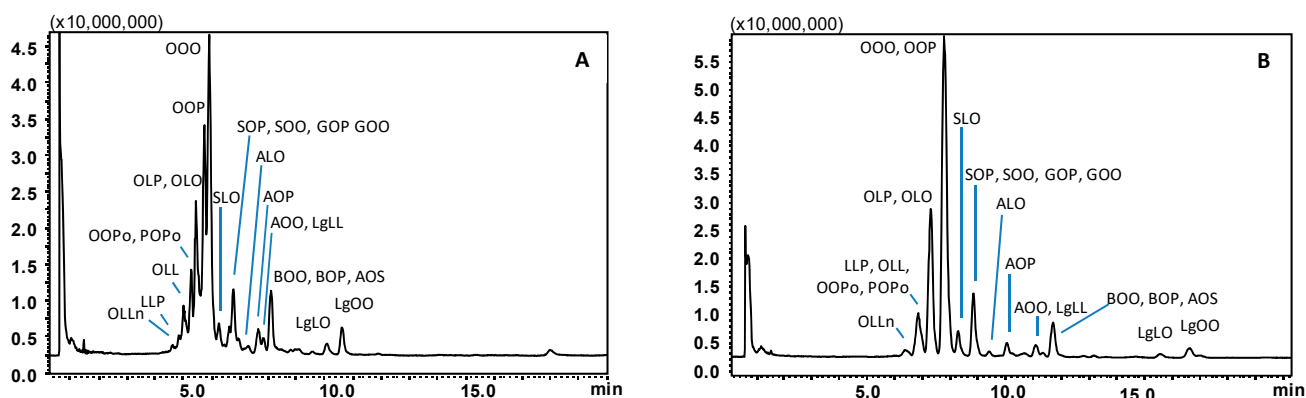 (x10,000,000)
A
4.5
4.0
3.5
3.0
2.5
2.0
1.5
1.0
0.5
0.0
OOO
OOP
SOP, SOO, GOP GOO
ALO
OLP, OLO
SLO
AOP
AOO, LgLL
OOPo, POPo
OLL
BOO, BOP, AOS
LLP
OLLn
LgLO
LgOO
5.0
10.0
15.0
min
(x10,000,000)
B
5.5
5.0
4.5
4.0
3.5
3.0
2.5
2.0
1.5
1.0
0.5
0.0
OOO, OOP
SLO
SOP, SOO, GOP, GOO
OLP, OLO
ALO
LLP, OLL,
OOPo, POPo
AOP
OLLn
AOO, LgLL
BOO, BOP, AOS
LgLO
LgOO
5.0
10.0
15.0
min